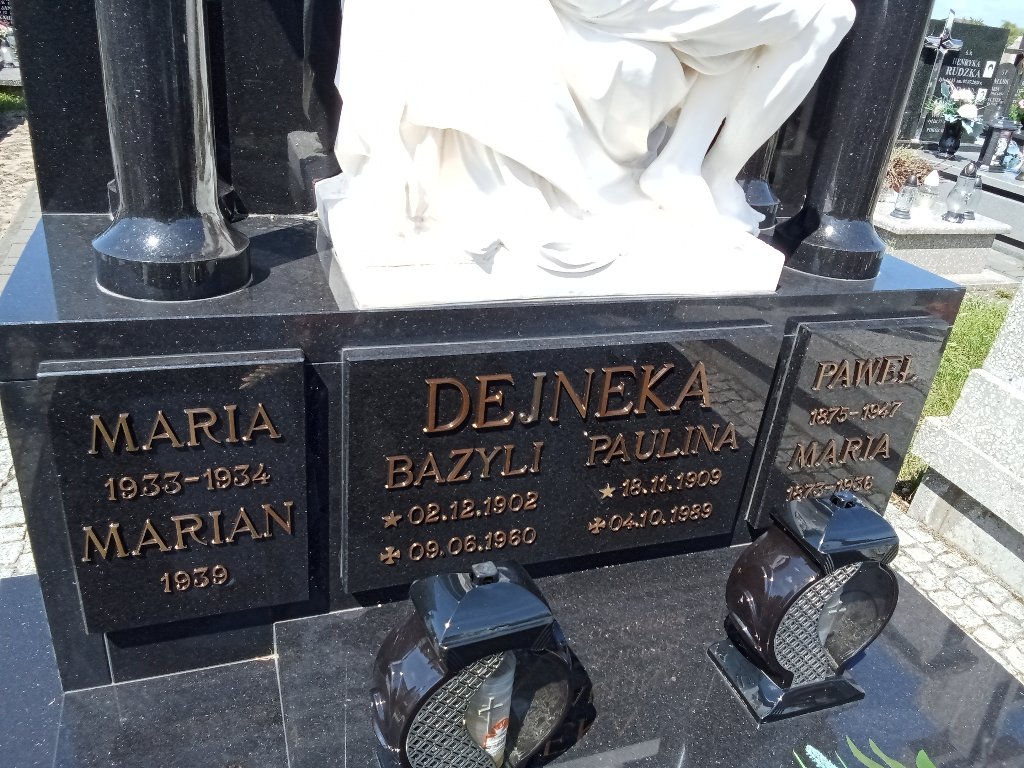 MARIA
1933-1934
MARIAN
1939
DEJNEKA
BAZYLI
★ 02.12.1902
✠ 09.06.1960
PAULINA
★ 18.11.1909
✠ 04.10.1989
PAWEŁ
1875-1947
MARIA
HENRYKA
RUDZKA